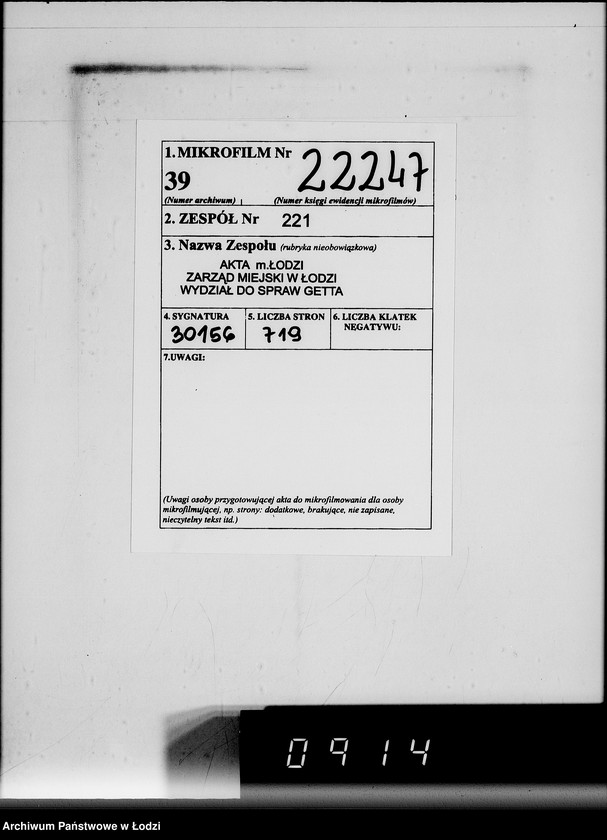 1. MIKROFILM Nr 22247
39
(Numer archiwum) (Numer księgi ewidencji mikrofilmów)
2. ZESPÓŁ Nr 221
3. Nazwa Zespołu (rubryka nieobowiązkowa)
AKTA m.ŁODZI
ZARZĄD MIEJSKI W ŁODZI
WYDZIAŁ DO SPRAW GETTA
4. SYGNATURA 5. LICZBA STRON 6. LICZBA KLATEK
NEGATYWU:
30156 719
7.UWAGI:
(Uwagi osoby przygotowującej akta do mikrofilmowania dla osoby
mikrofilmującej, np. strony: dodatkowe, brakujące, nie zapisane,
nieczytelny tekst itd.)
0914
Archiwum Państwowe w Łodzi